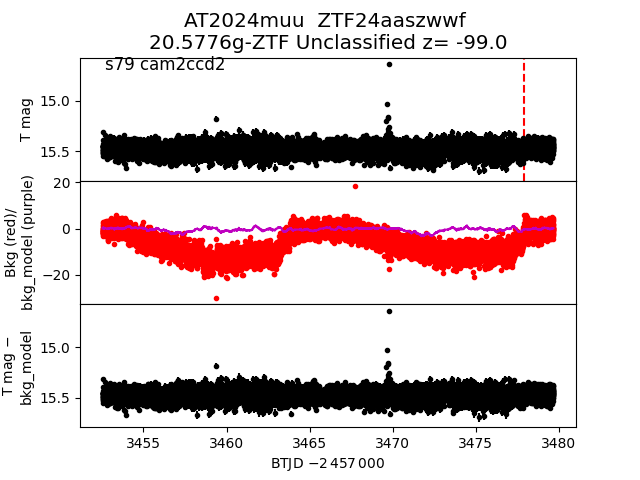 AT2024muu ZTF24aaszwwf
20.5776g-ZTF Unclassified z= -99.0
s79 cam2ccd2
T mag
15.0
15.5
Bkg (red)/
bkg_model (purple)
20
0
−20
T mag −
bkg_model
15.0
15.5
3455 3460 3465 3470 3475 3480
BTJD −2 457 000